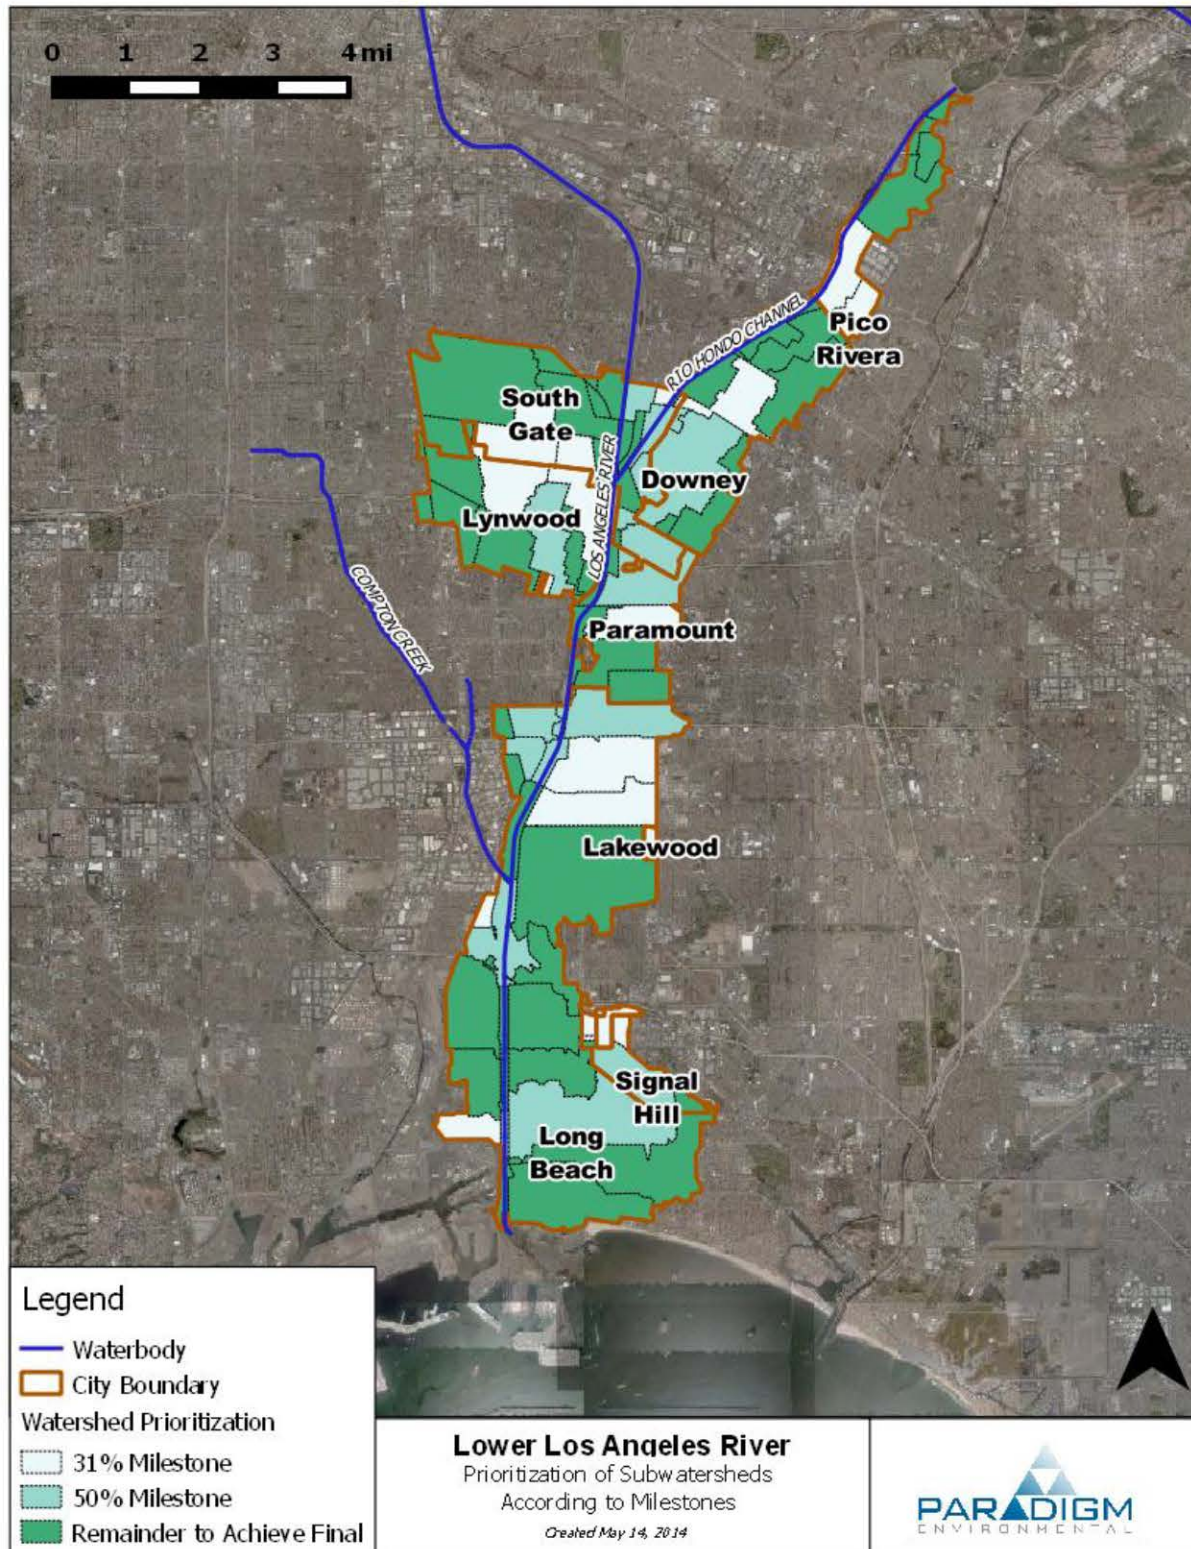 0 1 2 3 4 mi
RIO HONDO CHANNEL
Pico
Rivera
South
Gate
LOS ANGELES RIVER
Downey
Lynwood
COMPTON CREEK
Paramount
Lakewood
Signal
Hill
Long
Beach
Legend
Waterbody
City Boundary
Watershed Prioritization
31% Milestone
50% Milestone
Remainder to Achieve Final
Lower Los Angeles River
Prioritization of Subwatersheds
According to Milestones
Created May 14, 2014
PARADIGM
ENVIRONMENTAL